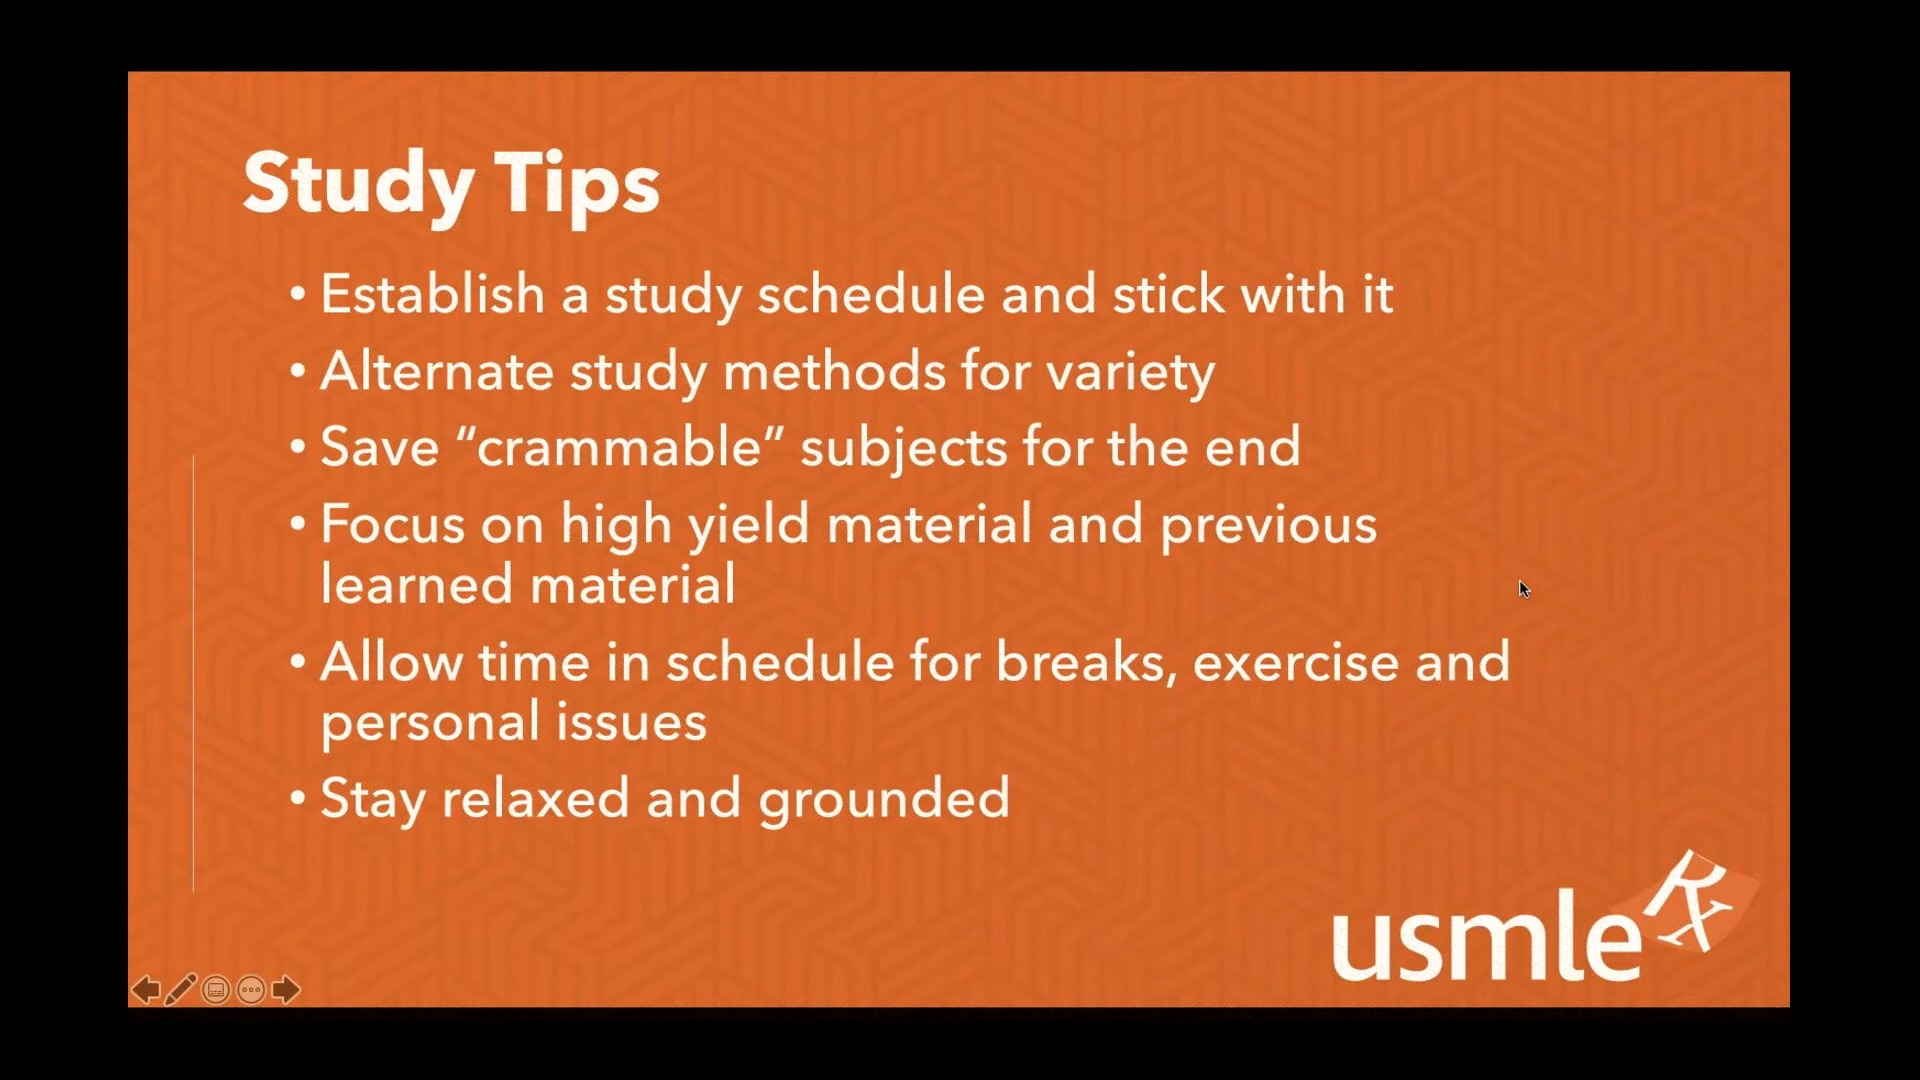 Study Tips
• Establish a study schedule and stick with it
• Alternate study methods for variety
• Save “crammable” subjects for the end
• Focus on high yield material and previous
learned material
• Allow time in schedule for breaks, exercise and
personal issues
• Stay relaxed and grounded
usmle Rx